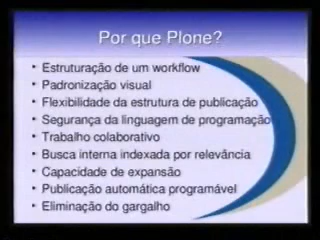 Por que Plone?
• Estruturação de um workflow
• Padronização visual
• Flexibilidade da estrutura de publicação
• Segurança da linguagem de programação
• Trabalho colaborativo
• Busca interna indexada por relevância
• Capacidade de expansão
• Publicação automática programável
• Eliminação do gargalho